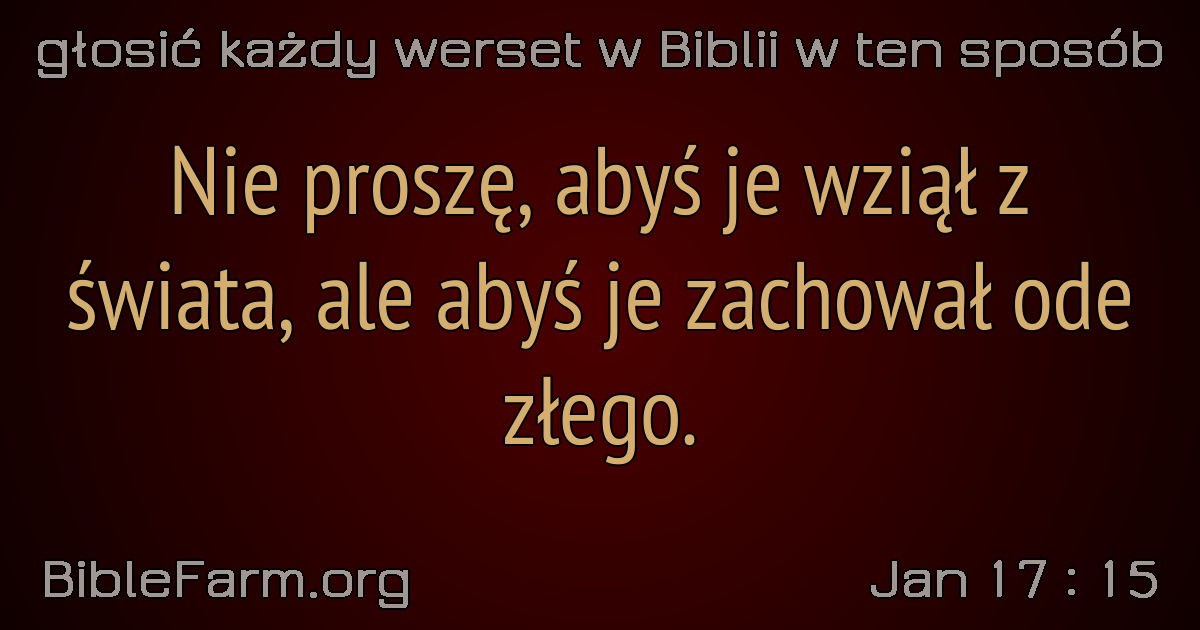 głosić każdy werset w Biblii w ten sposób
Nie proszę, abyś je wziął z
świata, ale abyś je zachował ode
złego.
BibleFarm.org
Jan 17 : 15